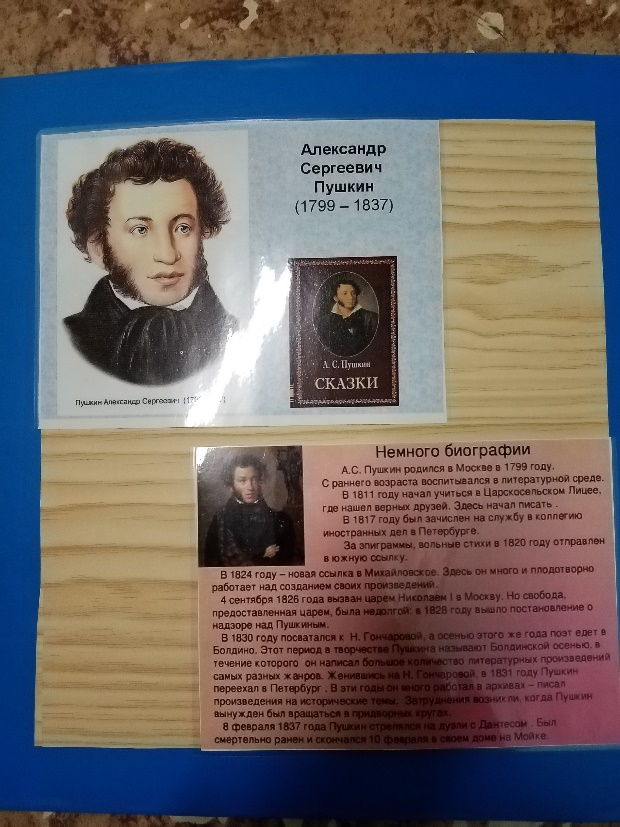 Александр
Сергеевич
Пушкин
(1799 – 1837)
А. С. Пушкин
СКАЗКИ
Пушкин Александр Сергеевич
Немного биографии
А.С. Пушкин родился в Москве в 1799 году.
С раннего возраста воспитывался в литературной среде.
В 1811 году начал учиться в Царскосельском Лицее,
где нашел верных друзей. Здесь начал писать .
В 1817 году был зачислен на службу в коллегию
иностранных дел в Петербурге.
За эпиграммы, вольные стихи в 1820 году отправлен
в южную ссылку.
В 1824 году – новая ссылка в Михайловское. Здесь он много и плодотворно
работает над созданием своих произведений.
4 сентября 1826 года вызван царем Николаем I в Москву. Но свобода,
предоставленная царем, была недолгой: в 1828 году вышло постановление о
надзоре над Пушкиным.
В 1830 году посватался к Н. Гончаровой, а осенью этого же года поэт едет в
Болдино. Этот период в творчестве Пушкина называют Болдинской осенью, в
течение которого он написал большое количество литературных произведений
самых разных жанров. Женившись на Н. Гончаровой, в 1831 году Пушкин
переехал в Петербург . В эти годы он много работал в архивах – писал
произведения на исторические темы. Затруднения возникли, когда Пушкин
вынужден был вращаться в придворных кругах.
8 февраля 1837 года Пушкин стрелялся на дуэли с Дантесом . Был
смертельно ранен и скончался 10 февраля в своем доме на Мойке.